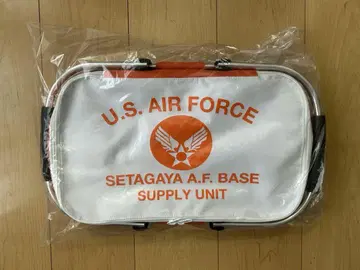 U.S. AIR FORCE
SETAGAYA A.F. BASE
SUPPLY UNIT